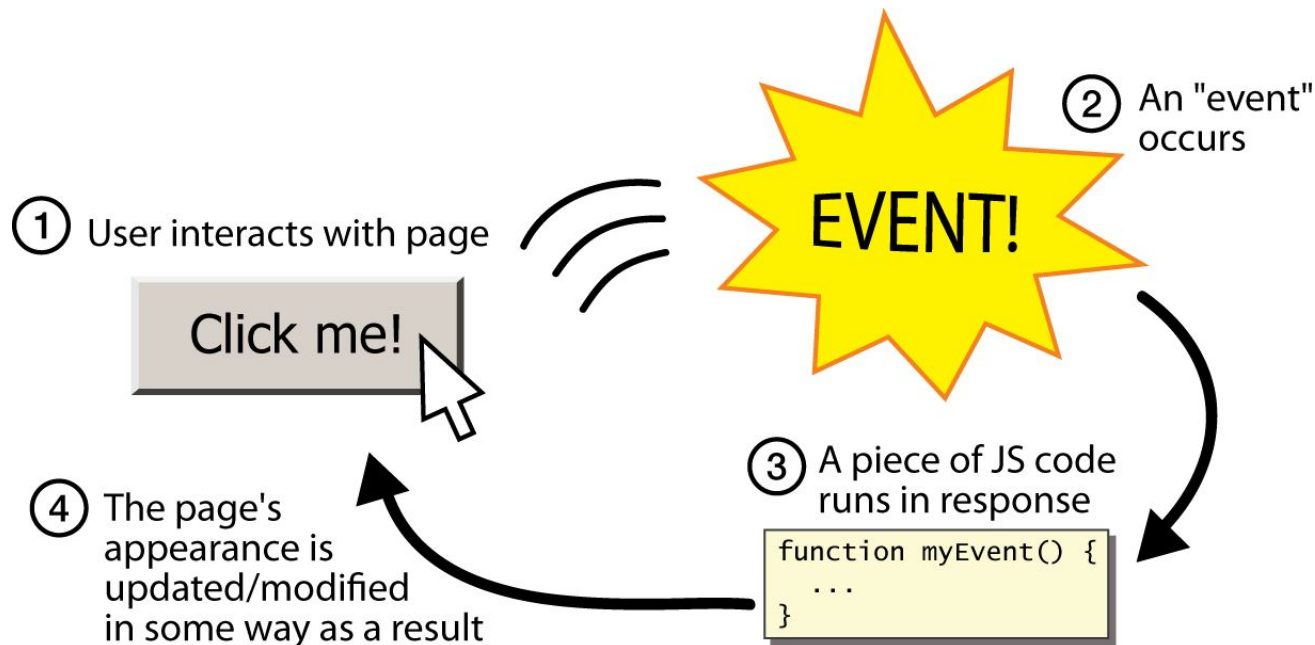 ① User interacts with page
Click me!
② An "event"
occurs
EVENT!
③ A piece of JS code
runs in response
function myEvent() {
...
}
④ The page's
appearance is
updated/modified
in some way as a result